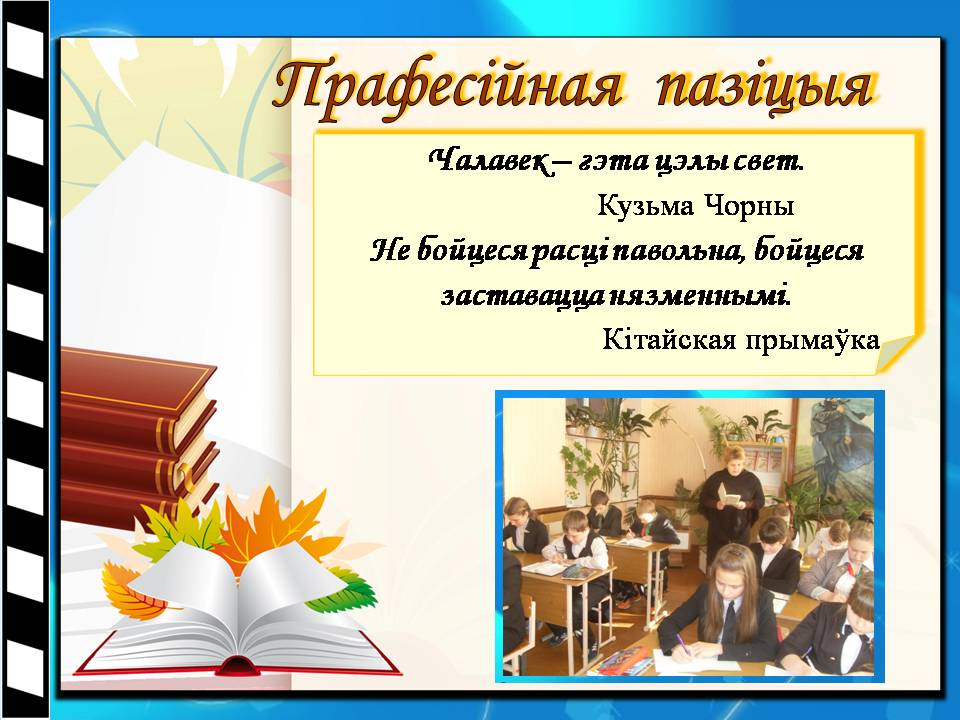 Прафесійная пазіцыя
Чалавек – гэта цэлы свет.
Кузьма Чорны
Не бойцеся расці павольна, бойцеся
заставацца нязменнымі.
Кітайская прымаўка